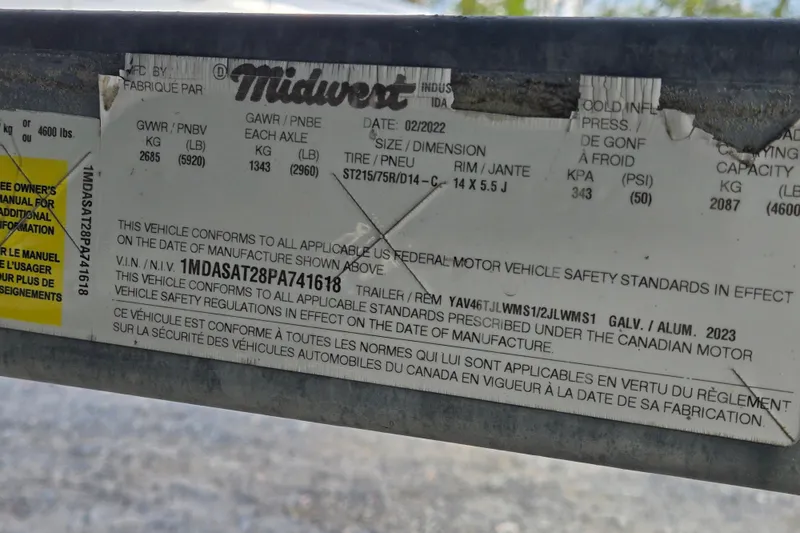 kg or 4600 lbs.
EE OWNER'S
MANUAL FOR
ADDITIONAL
NFORMATION
R LE MANUEL
E L'USAGER
OUR PLUS DE
SEIGNEMENTS
1MDASAT28PA741618
MFG BY
FABRIQUE PAR
Midwest
INDUS
IDA
GVWR / PNBV
KG (LB)
2685 (5920)
GAWR / PNBE
EACH AXLE
KG (LB)
1343 (2960)
DATE: 02/2022
SIZE / DIMENSION
TIRE / PNEU RIM / JANTE
ST215/75R/D14-C - 14 X 5.5 J
COLD INFL
PRESS. /
DE GONF
À FROID
KPA (PSI)
343 (50)
CAPACITY
KG (LB
2087 (4600
THIS VEHICLE CONFORMS TO ALL APPLICABLE US FEDERAL MOTOR VEHICLE SAFETY STANDARDS IN EFFECT
ON THE DATE OF MANUFACTURE SHOWN ABOVE.
V.I.N. / N.I.V. 1MDASAT28PA741618 TRAILER / REM YAV46TJLWMS1/2JLWMS1 GALV. / ALUM. 2023
THIS VEHICLE CONFORMS TO ALL APPLICABLE STANDARDS PRESCRIBED UNDER THE CANADIAN MOTOR
VEHICLE SAFETY REGULATIONS IN EFFECT ON THE DATE OF MANUFACTURE.
CE VÉHICULE EST CONFORME À TOUTES LES NORMES QUI LUI SONT APPLICABLES EN VERTU DU RÈGLEMENT
SUR LA SÉCURITÉ DES VÉHICULES AUTOMOBILES DU CANADA EN VIGUEUR À LA DATE DE SA FABRICATION.